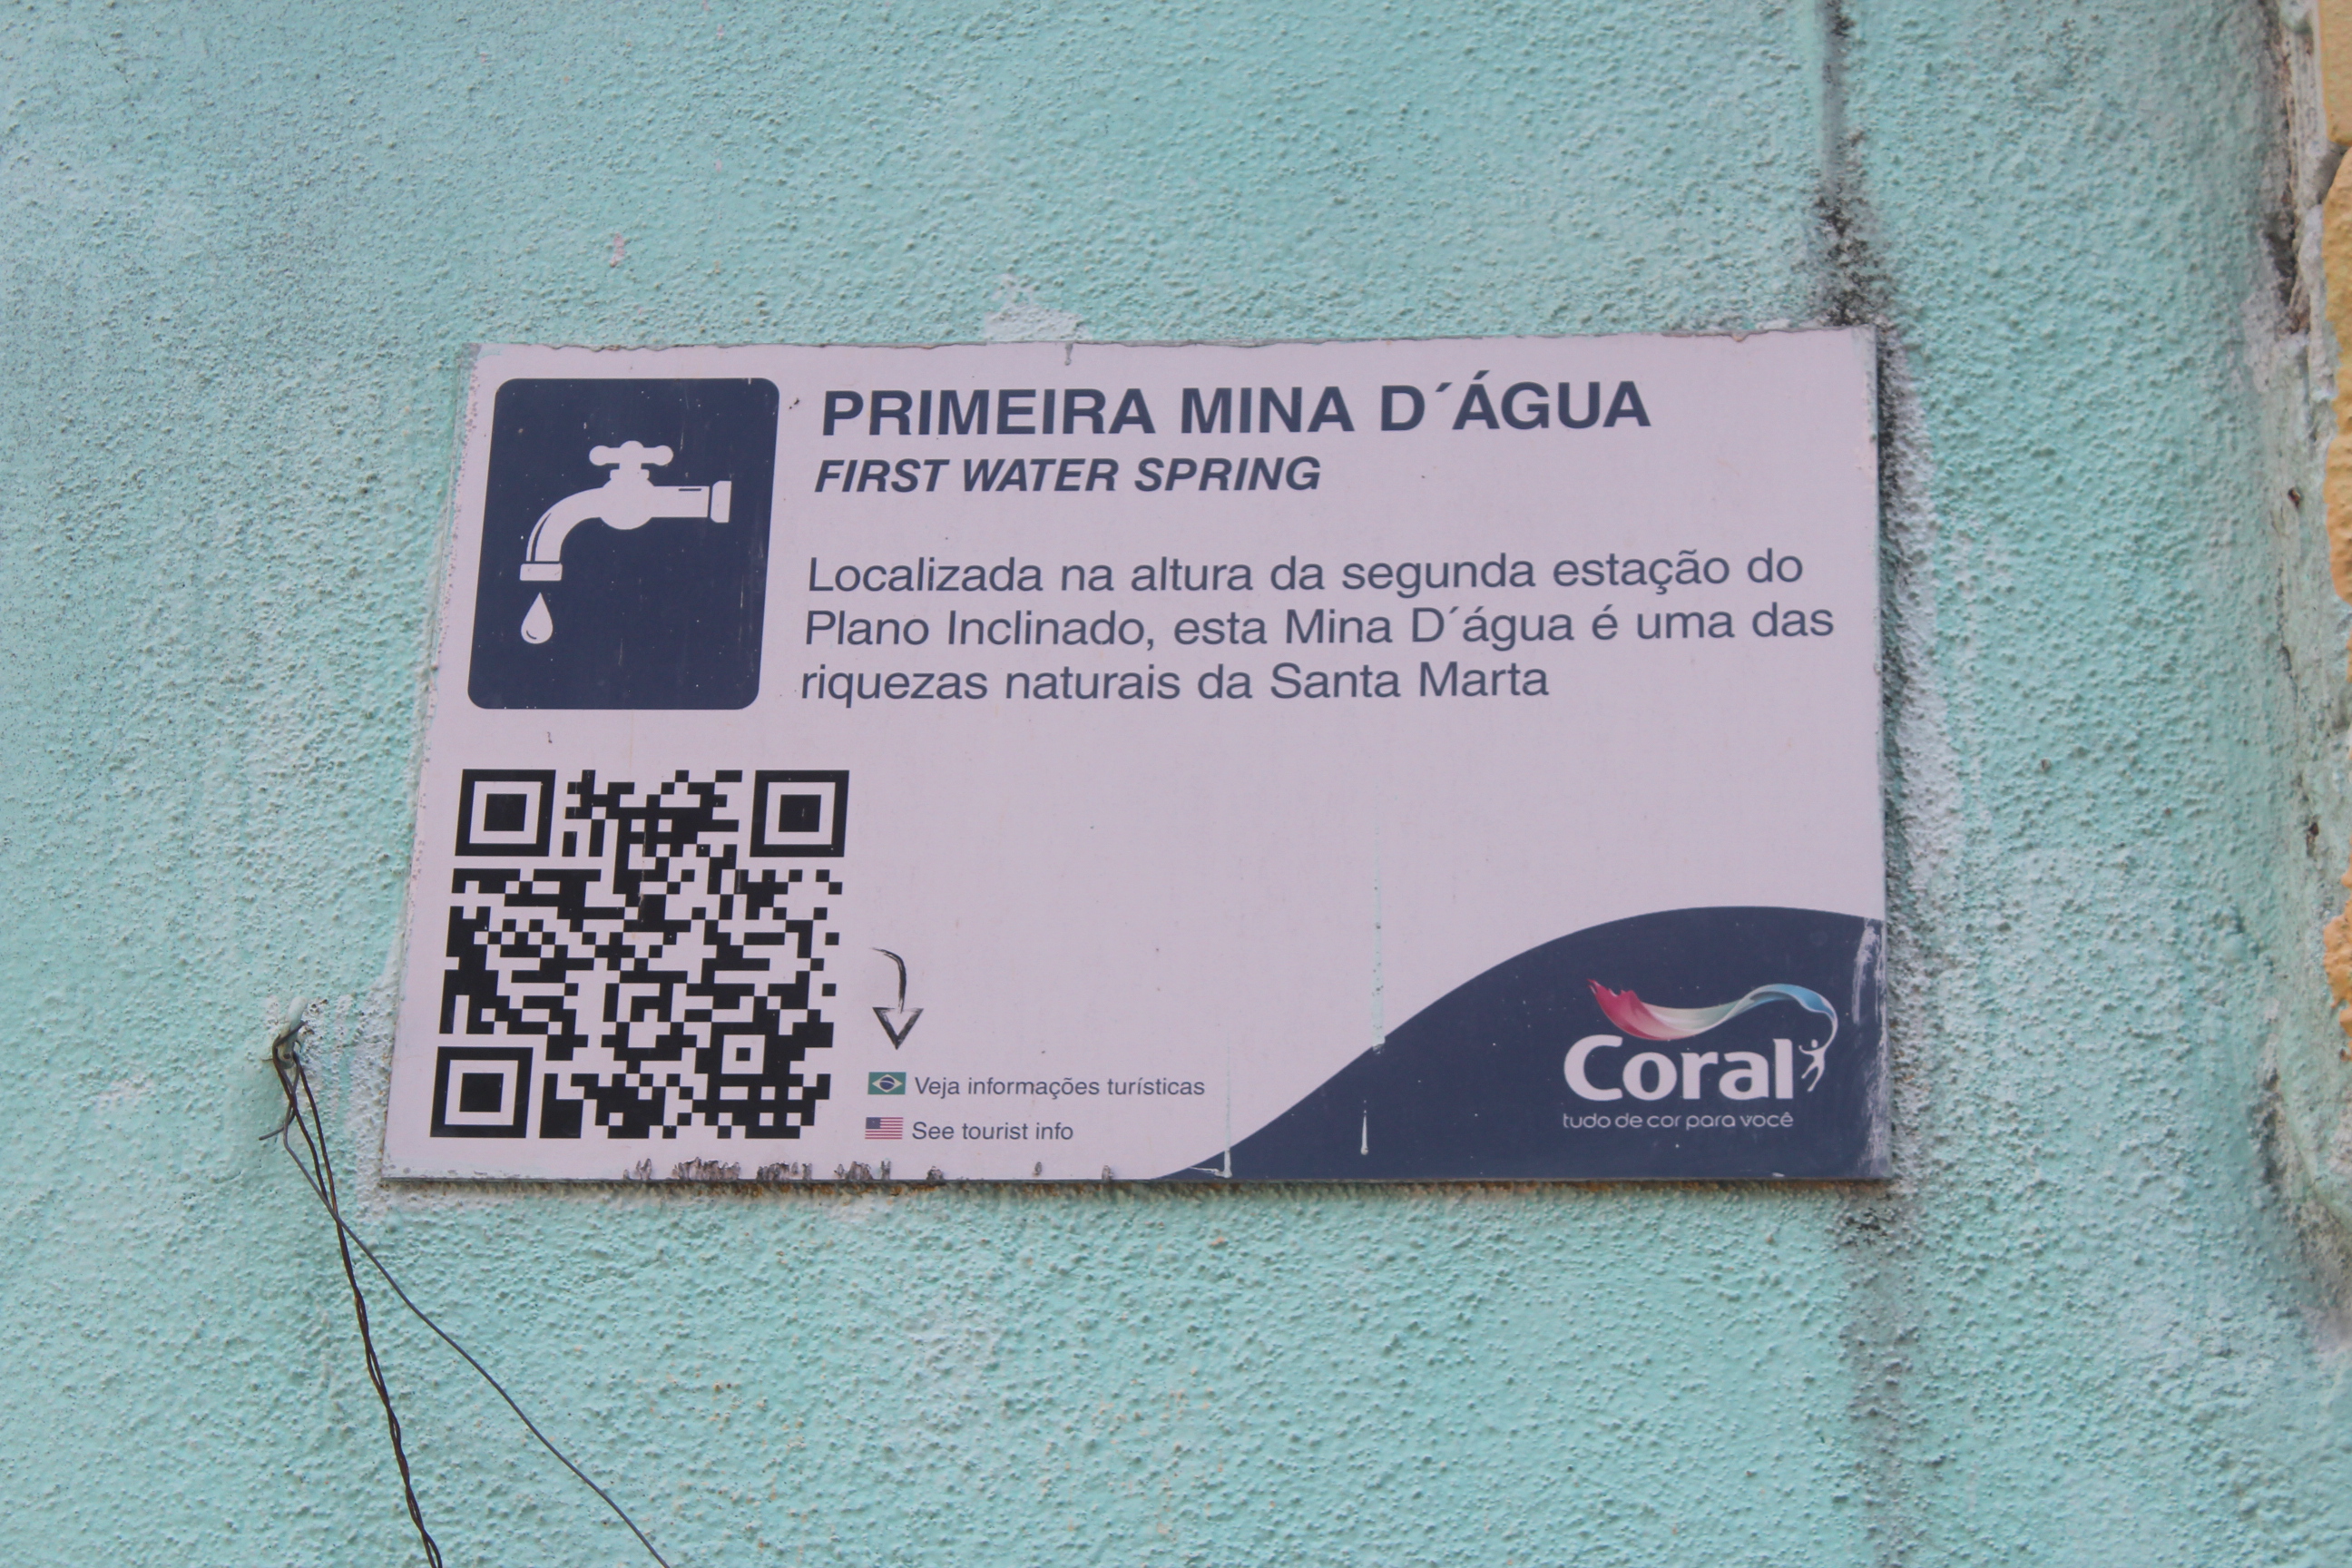 PRIMEIRA MINA D´ÁGUA
FIRST WATER SPRING
Localizada na altura da segunda estação do
Plano Inclinado, esta Mina D´água é uma das
riquezas naturais da Santa Marta
Veja informações turísticas
See tourist info
Coral
tudo de cor para você